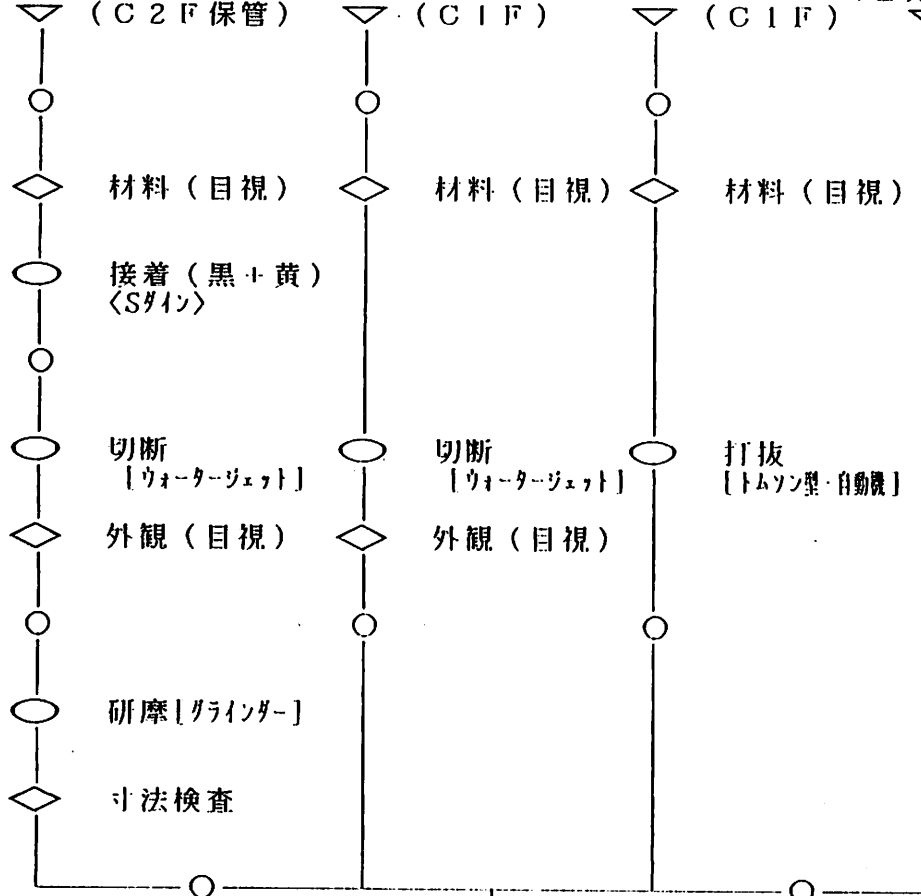 (C2F保管) (C1F) (C1F)
材料(目視) 材料(目視) 材料(目視)
接着(黒+黄)
〈Sダイン〉
切断 切断 打抜
[ウォータージェット] [ウォータージェット] [トムソン型・自動機]
外観(目視) 外観(目視)
研磨[グラインダー]
寸法検査